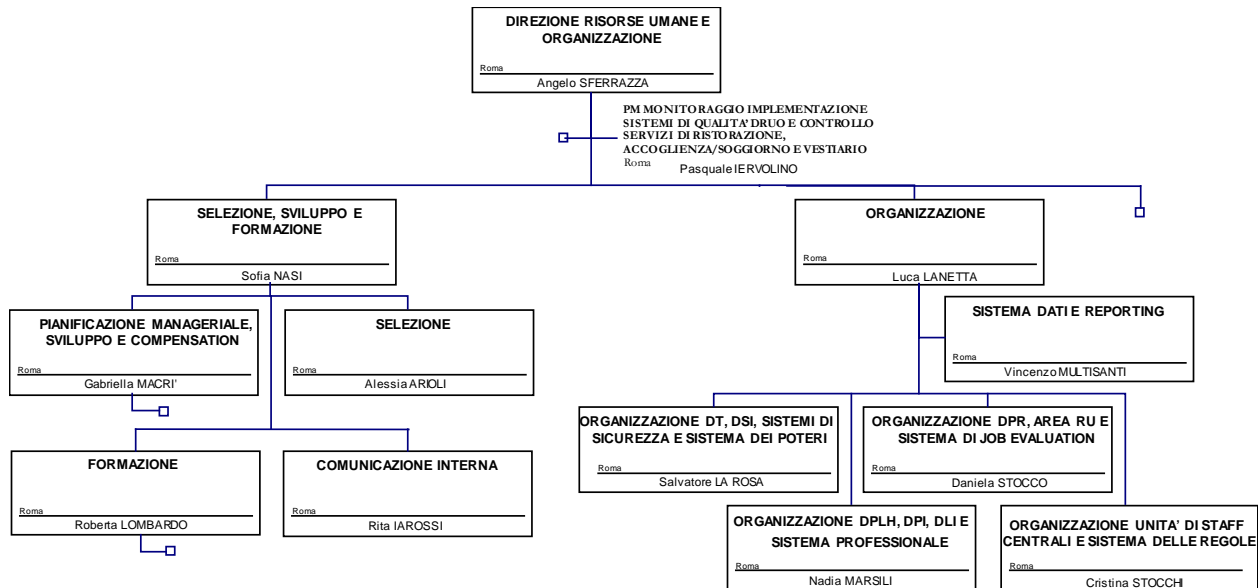 DIREZIONE RISORSE UMANE E
ORGANIZZAZIONE
Roma
Angelo SFERRAZZA
PM MONITORAGGIO IMPLEMENTAZIONE
SISTEMI DI QUALITA' DRUO E CONTROLLO
SERVIZI DI RISTORAZIONE,
ACCOGLIENZA/SOGGIORNO E VESTIARIO
Roma
Pasquale IERVOLINO
SELEZIONE, SVILUPPO E
FORMAZIONE
Roma
Sofia NASI
ORGANIZZAZIONE
Roma
Luca LANETTA
PIANIFICAZIONE MANAGERIALE,
SVILUPPO E COMPENSATION
Roma
Gabriella MACRI'
SELEZIONE
Roma
Alessia ARIOLI
SISTEMA DATI E REPORTING
Roma
Vincenzo MULTISANTI
FORMAZIONE
Roma
Roberta LOMBARDO
COMUNICAZIONE INTERNA
Roma
Rita IAROSSI
ORGANIZZAZIONE DT, DSI, SISTEMI DI
SICUREZZA E SISTEMA DEI POTERI
Roma
Salvatore LA ROSA
ORGANIZZAZIONE DPR, AREA RU E
SISTEMA DI JOB EVALUATION
Roma
Daniela STOCCO
ORGANIZZAZIONE DPLH, DPI, DLI E
SISTEMA PROFESSIONALE
Roma
Nadia MARSILI
ORGANIZZAZIONE UNITA' DI STAFF
CENTRALI E SISTEMA DELLE REGOLE
Roma
Cristina STOCCHI